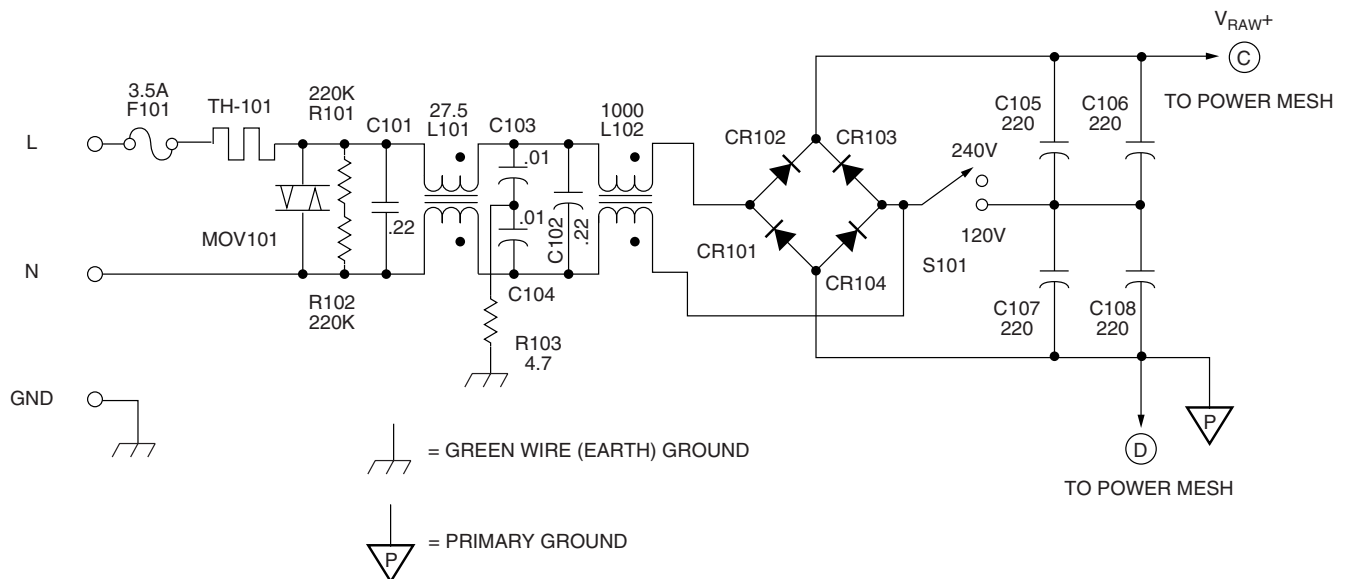 V_RAW+
C
TO POWER MESH
3.5A
F101
TH-101
220K
R101
C101
27.5
L101
C103
1000
L102
C105
220
C106
220
L
.01
CR102
CR103
240V
.01
.22
C102
.22
MOV101
CR101
120V
S101
N
CR104
C104
R102
220K
C107
220
C108
220
R103
4.7
GND
P
= GREEN WIRE (EARTH) GROUND
D
TO POWER MESH
P
= PRIMARY GROUND